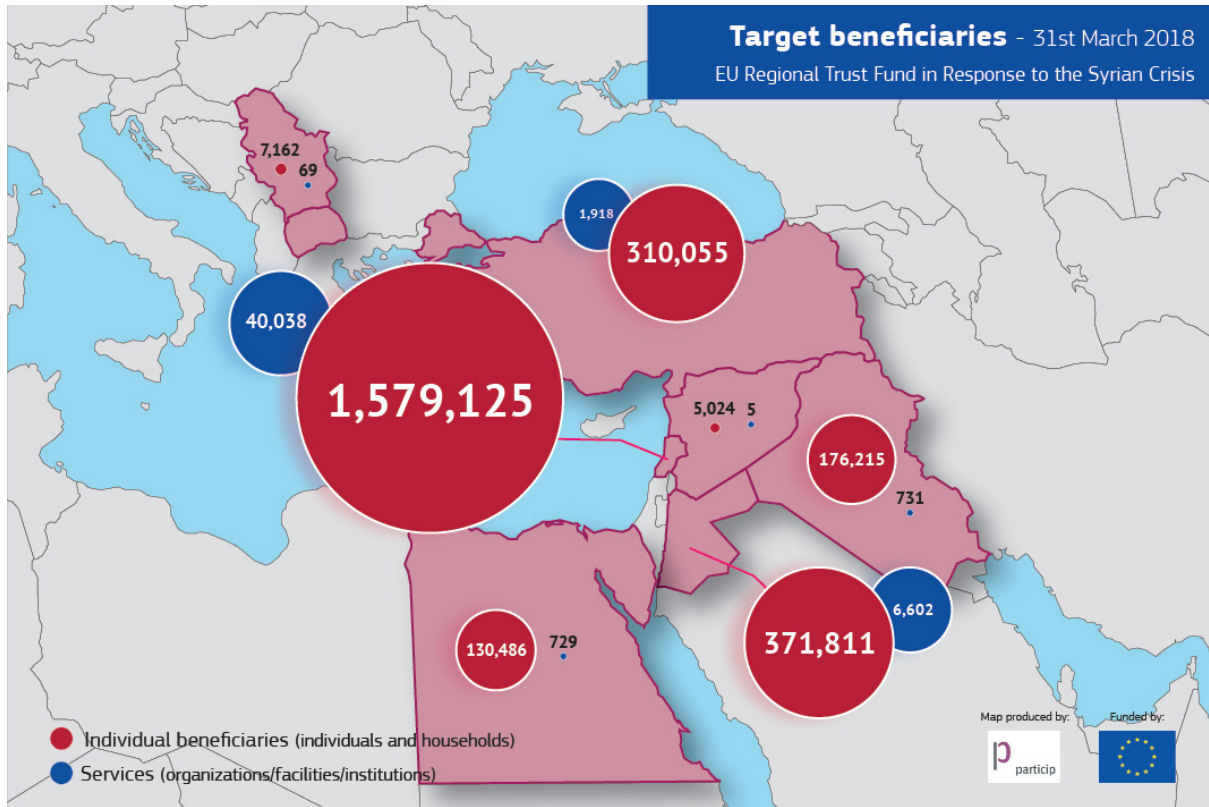 Target beneficiaries - 31st March 2018
EU Regional Trust Fund in Response to the Syrian Crisis
7,162
69
1,918
310,055
40,038
1,579,125
5,024 5
176,215
731
6,602
371,811
130,486
729
Individual beneficiaries (individuals and households)
Services (organizations/facilities/institutions)
Map produced by:
Funded by:
p
particip